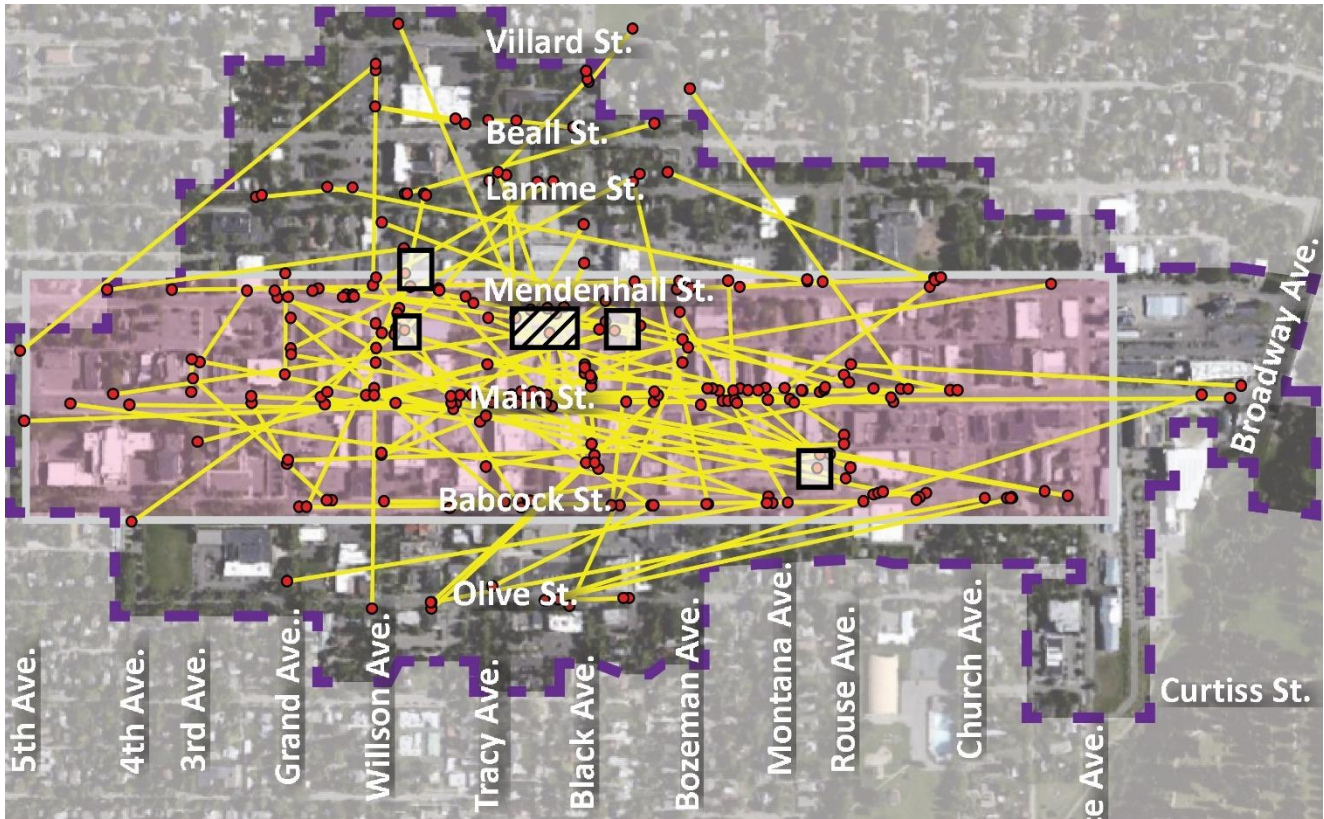 Villard St.
Beall St.
Lamme St.
Mendenhall St.
Main St.
Babcock St.
Olive St.
Broadway Ave.
Curtiss St.
5th Ave.
4th Ave.
3rd Ave.
Grand Ave..
Willson Ave.
Tracy Ave.
Black Ave.
Bozeman Ave.
Montana Ave.
Rouse Ave.
Church Ave.
Ave.